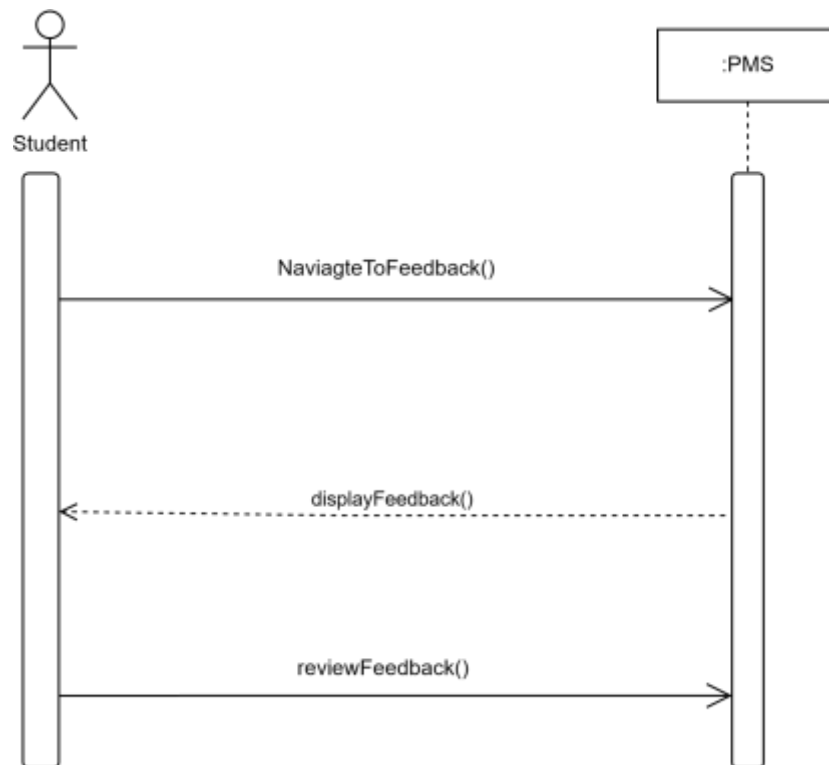 :PMS
Student
NaviagteToFeedback()
displayFeedback()
reviewFeedback()